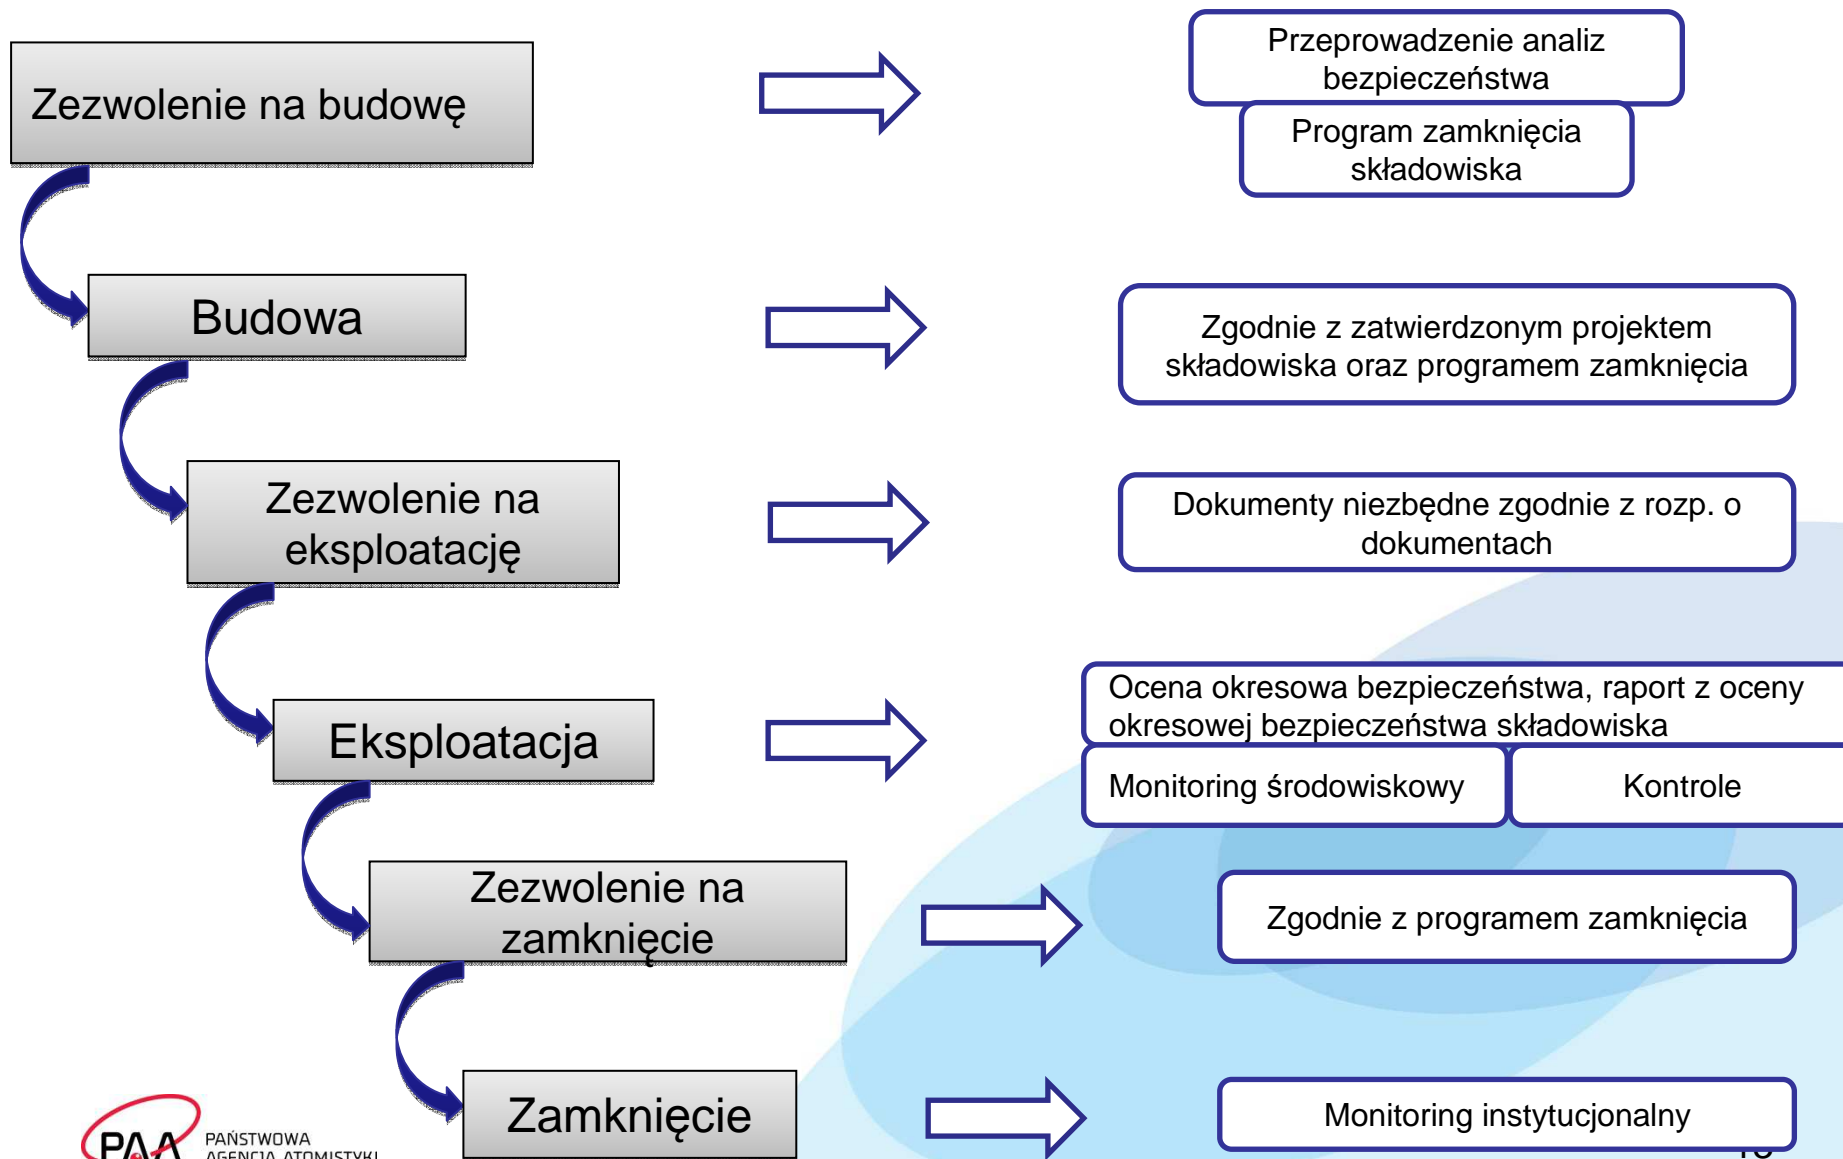 Zezwolenie na budowę
Przeprowadzenie analiz
bezpieczeństwa
Program zamknięcia
składowiska
Budowa
Zgodnie z zatwierdzonym projektem
składowiska oraz programem zamknięcia
Zezwolenie na
eksploatację
Dokumenty niezbędne zgodnie z rozp. o
dokumentach
Eksploatacja
Ocena okresowa bezpieczeństwa, raport z oceny
okresowej bezpieczeństwa składowiska
Monitoring środowiskowy
Kontrole
Zezwolenie na
zamknięcie
Zgodnie z programem zamknięcia
Zamknięcie
Monitoring instytucjonalny
PAA
PAŃSTWOWA
AGENCJA ATOMISTYKI